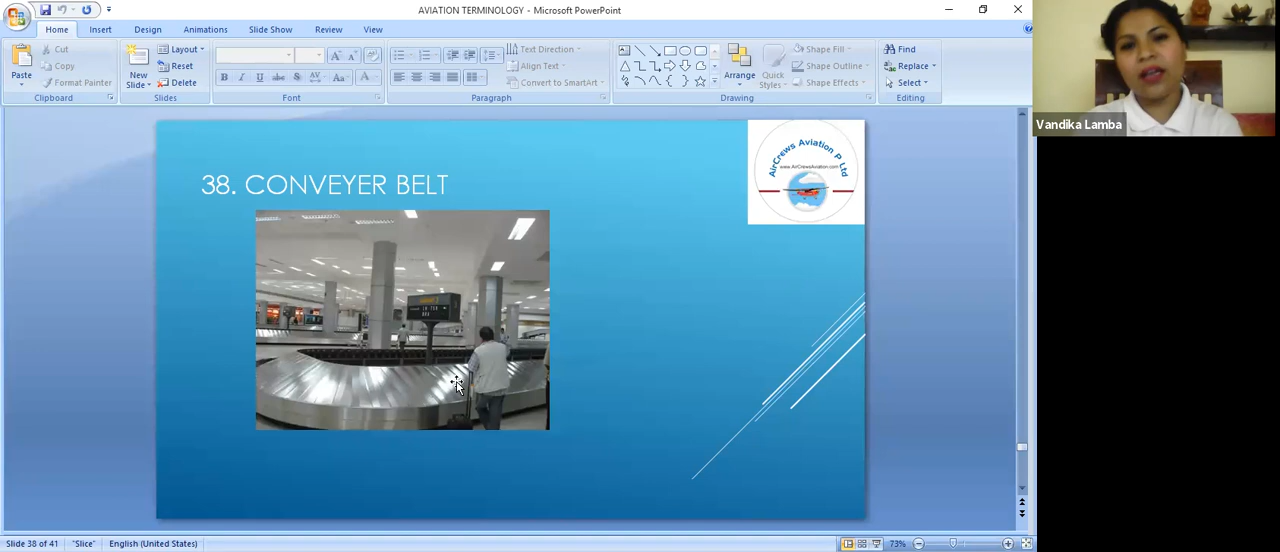 AVIATION TERMINOLOGY - Microsoft PowerPoint
Home
Insert
Design
Animations
Slide Show
Review
View
Paste
Cut
Copy
Format Painter
Clipboard
New
Slide
Layout
Reset
Delete
Slides
Font
Text Direction
Align Text
Convert to SmartArt
Paragraph
Arrange
Quick
Styles
Shape Fill
Shape Outline
Shape Effects
Drawing
Find
Replace
Select
Editing
Vandika Lamba
38. CONVEYER BELT
AirCrews Aviation P Ltd
www.AirCrewsAviation.com
Slide 38 of 41
"Slice"
English (United States)
73%